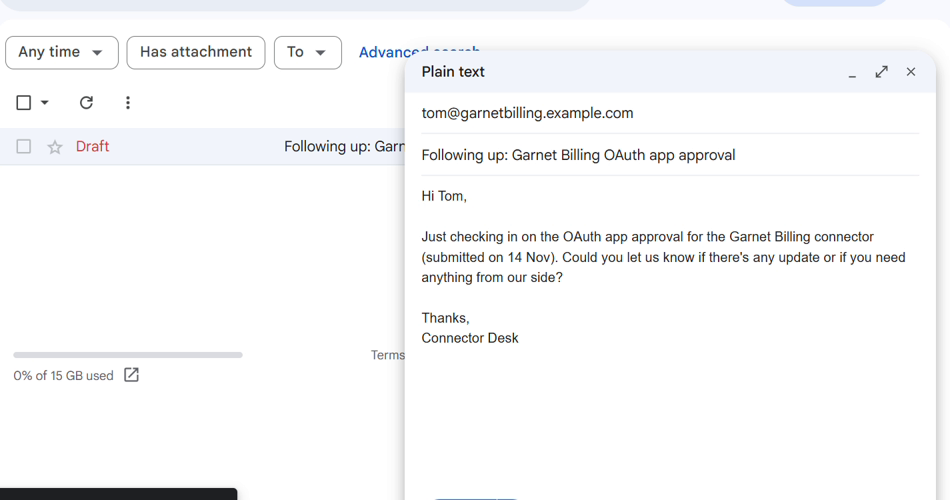 Any time
Has attachment
To
Advanced search
Plain text
tom@garnetbilling.example.com
Draft
Following up: Garn
Following up: Garnet Billing OAuth app approval
Hi Tom,
Just checking in on the OAuth app approval for the Garnet Billing connector
(submitted on 14 Nov). Could you let us know if there's any update or if you need
anything from our side?
Thanks,
Connector Desk
Terms
0% of 15 GB used